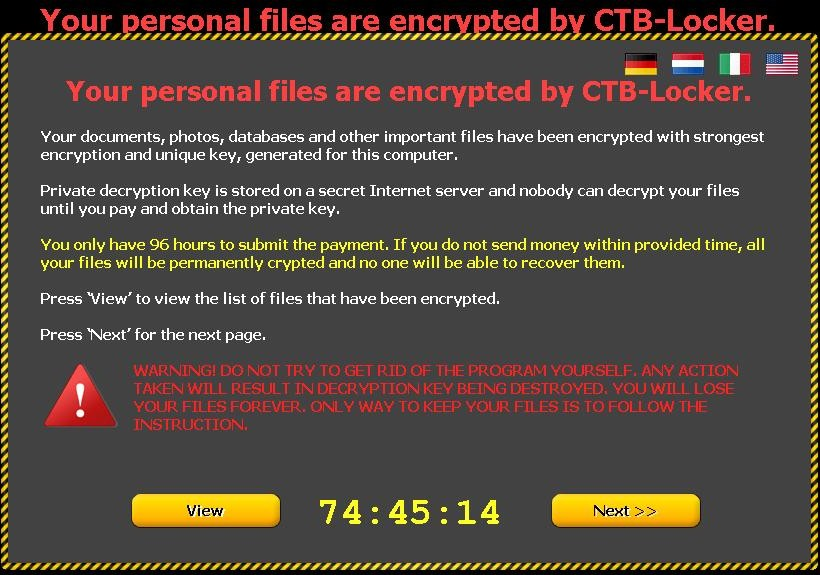 Your personal files are encrypted by CTB-Locker.
Your personal files are encrypted by CTB-Locker.
Your documents, photos, databases and other important files have been encrypted with strongest
encryption and unique key, generated for this computer.
Private decryption key is stored on a secret Internet server and nobody can decrypt your files
until you pay and obtain the private key.
You only have 96 hours to submit the payment. If you do not send money within provided time, all
your files will be permanently crypted and no one will be able to recover them.
Press ‘View’ to view the list of files that have been encrypted.
Press ‘Next’ for the next page.
WARNING! DO NOT TRY TO GET RID OF THE PROGRAM YOURSELF. ANY ACTION
TAKEN WILL RESULT IN DECRYPTION KEY BEING DESTROYED. YOU WILL LOSE
YOUR FILES FOREVER. ONLY WAY TO KEEP YOUR FILES IS TO FOLLOW THE
INSTRUCTION.
View
74:45:14
Next >>